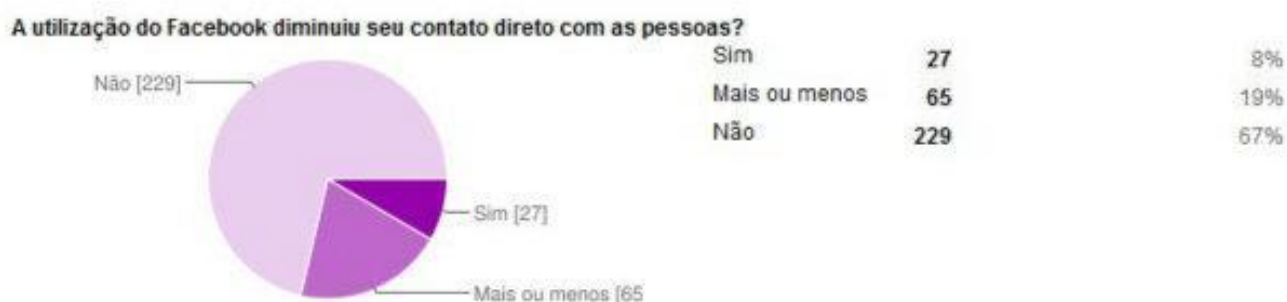 A utilização do Facebook diminuiu seu contato direto com as pessoas?
Não [229]
Sim [27]
Mais ou menos [65
Sim 27 8%
Mais ou menos 65 19%
Não 229 67%